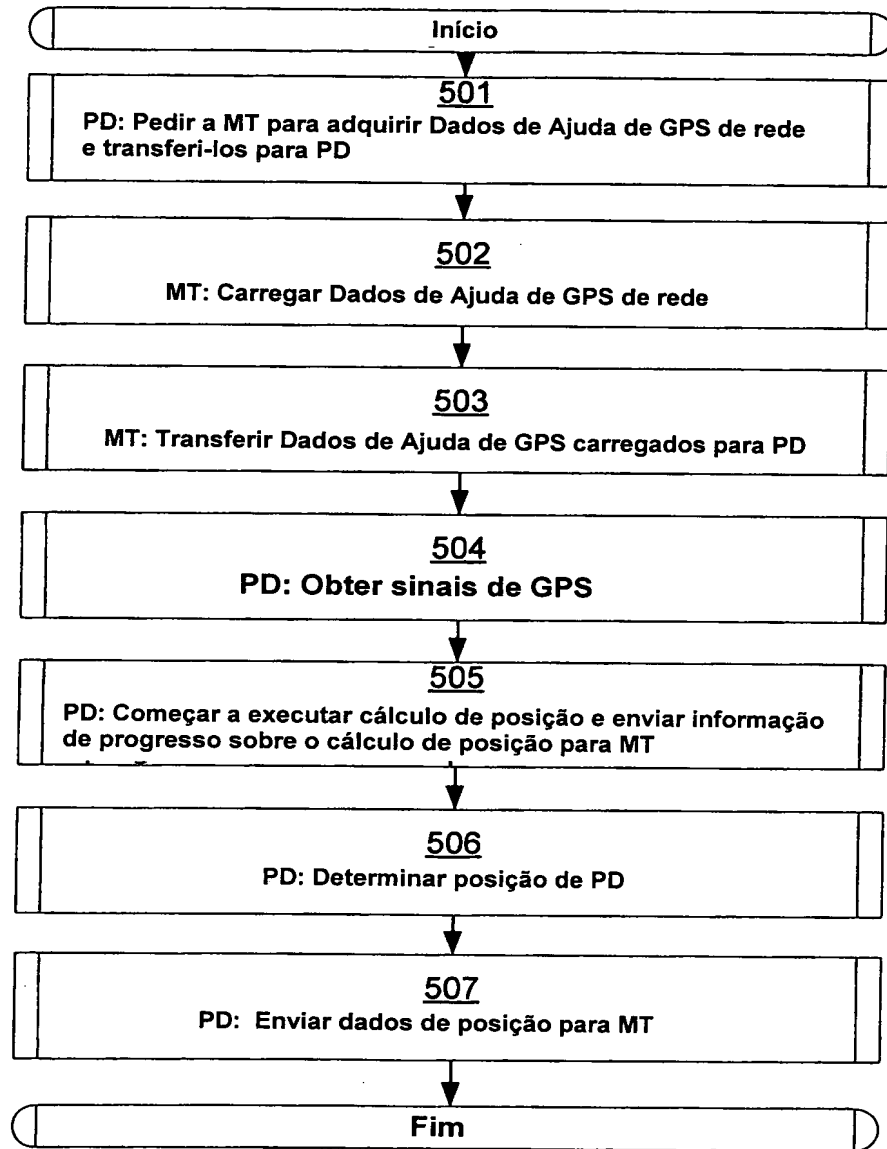 Início
501
PD: Pedir a MT para adquirir Dados de Ajuda de GPS de rede
e transferi-los para PD
502
MT: Carregar Dados de Ajuda de GPS de rede
503
MT: Transferir Dados de Ajuda de GPS carregados para PD
504
PD: Obter sinais de GPS
505
PD: Começar a executar cálculo de posição e enviar informação
de progresso sobre o cálculo de posição para MT
506
PD: Determinar posição de PD
507
PD: Enviar dados de posição para MT
Fim